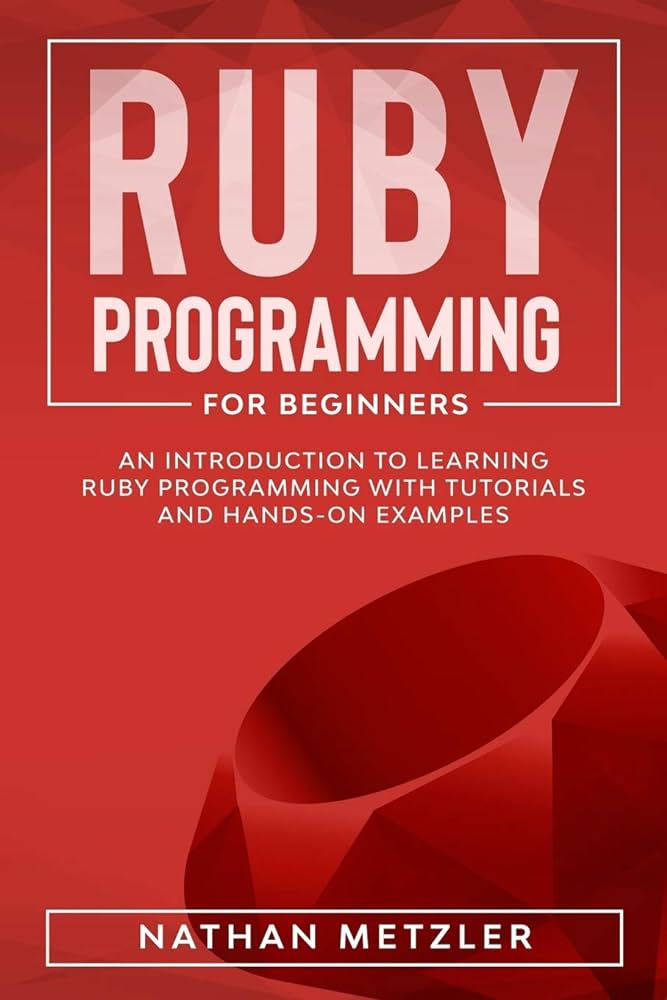 RUBY
PROGRAMMING
FOR BEGINNERS
AN INTRODUCTION TO LEARNING
RUBY PROGRAMMING WITH TUTORIALS
AND HANDS-ON EXAMPLES
NATHAN METZLER